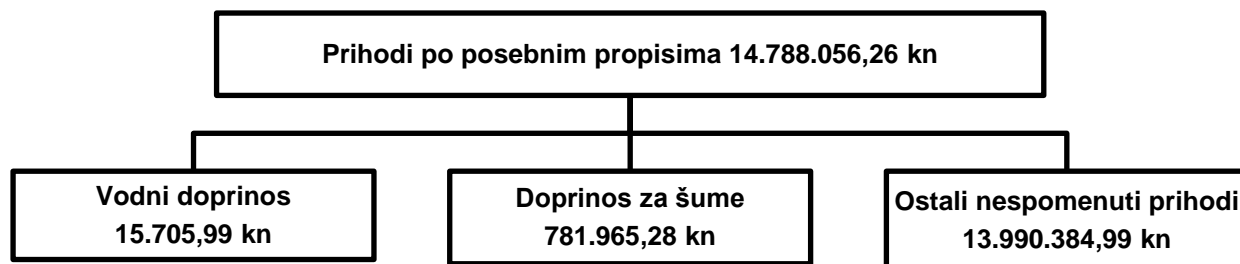 Prihodi po posebnim propisima 14.788.056,26 kn
Vodni doprinos
15.705,99 kn
Doprinos za šume
781.965,28 kn
Ostali nespomenuti prihodi
13.990.384,99 kn